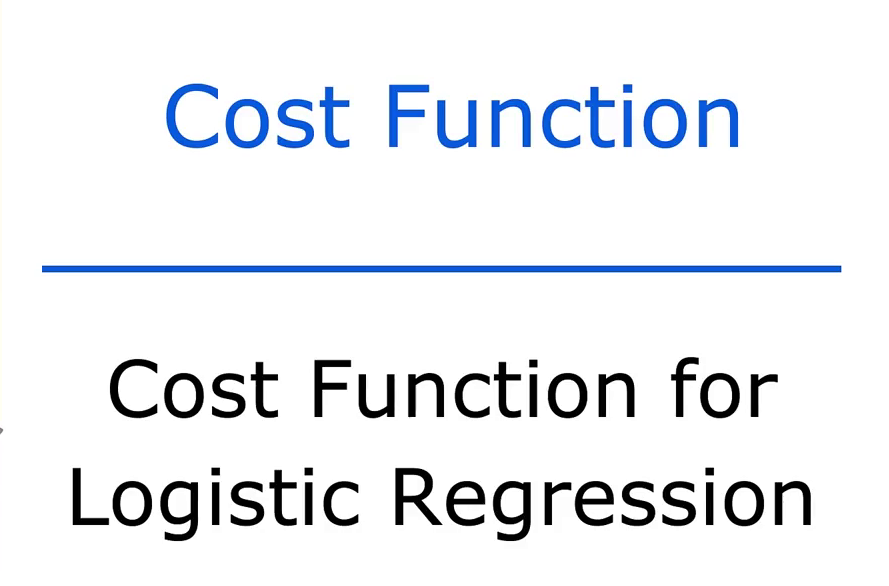 Cost Function
Cost Function for
Logistic Regression